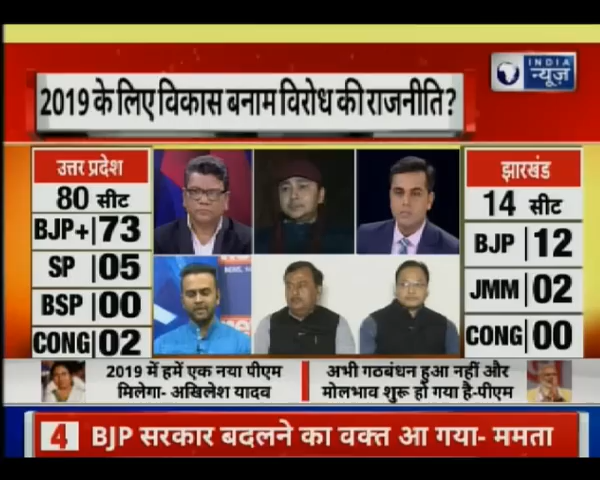 INDIA
न्यूज़
2019 के लिए विकास बनाम विरोध की राजनीति?
उत्तर प्रदेश
80 सीट
BJP+ 73
SP 05
BSP 00
CONG 02
झारखंड
14 सीट
BJP 12
JMM 02
CONG 00
2019 में हमें एक नया पीएम
मिलेगा- अखिलेश यादव
अभी गठबंधन हुआ नहीं और
मोलभाव शुरू हो गया है-पीएम
4 BJP सरकार बदलने का वक्त आ गया- ममता